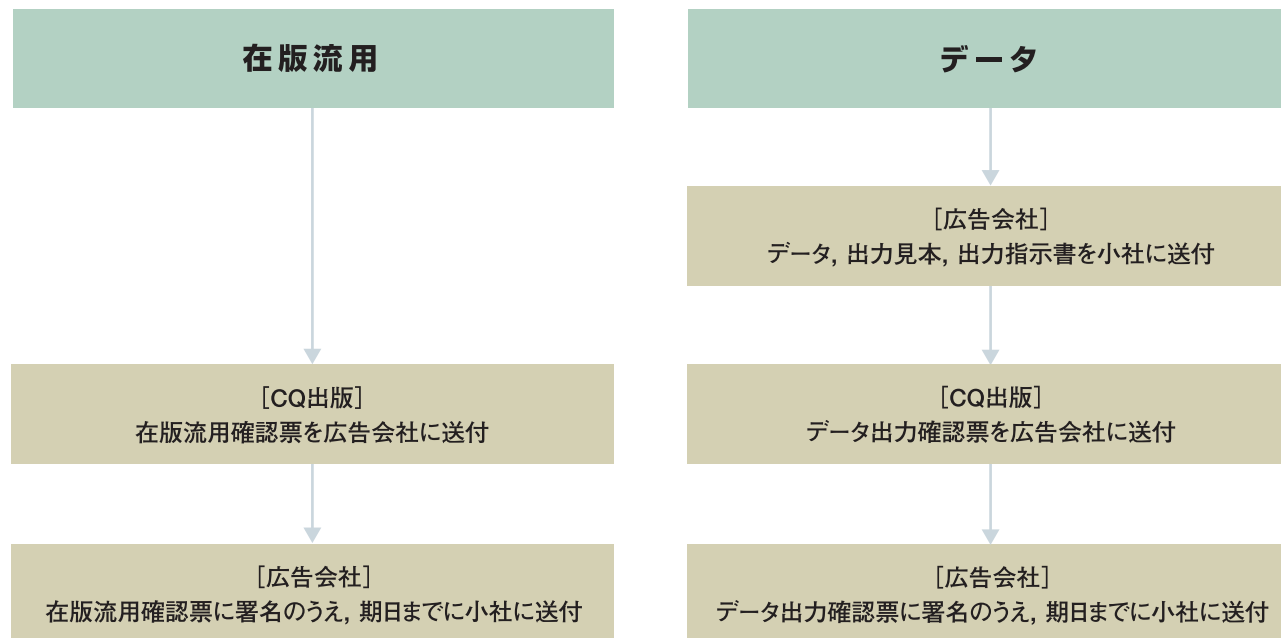 在版流用
[広告会社]
データ
[広告会社]
データ, 出力見本, 出力指示書を小社に送付
[CQ出版]
在版流用確認票を広告会社に送付
[CQ出版]
データ出力確認票を広告会社に送付
[広告会社]
在版流用確認票に署名のうえ, 期日までに小社に送付
[広告会社]
データ出力確認票に署名のうえ, 期日までに小社に送付